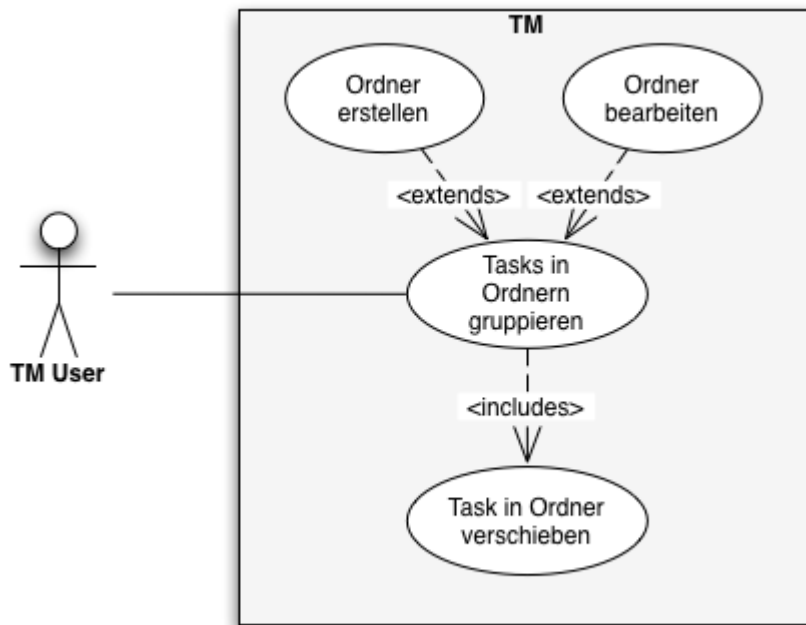 TM
Ordner
erstellen
Ordner
bearbeiten
<extends>
<extends>
Tasks in
Ordnern
gruppieren
TM User
<includes>
Task in Ordner
verschieben